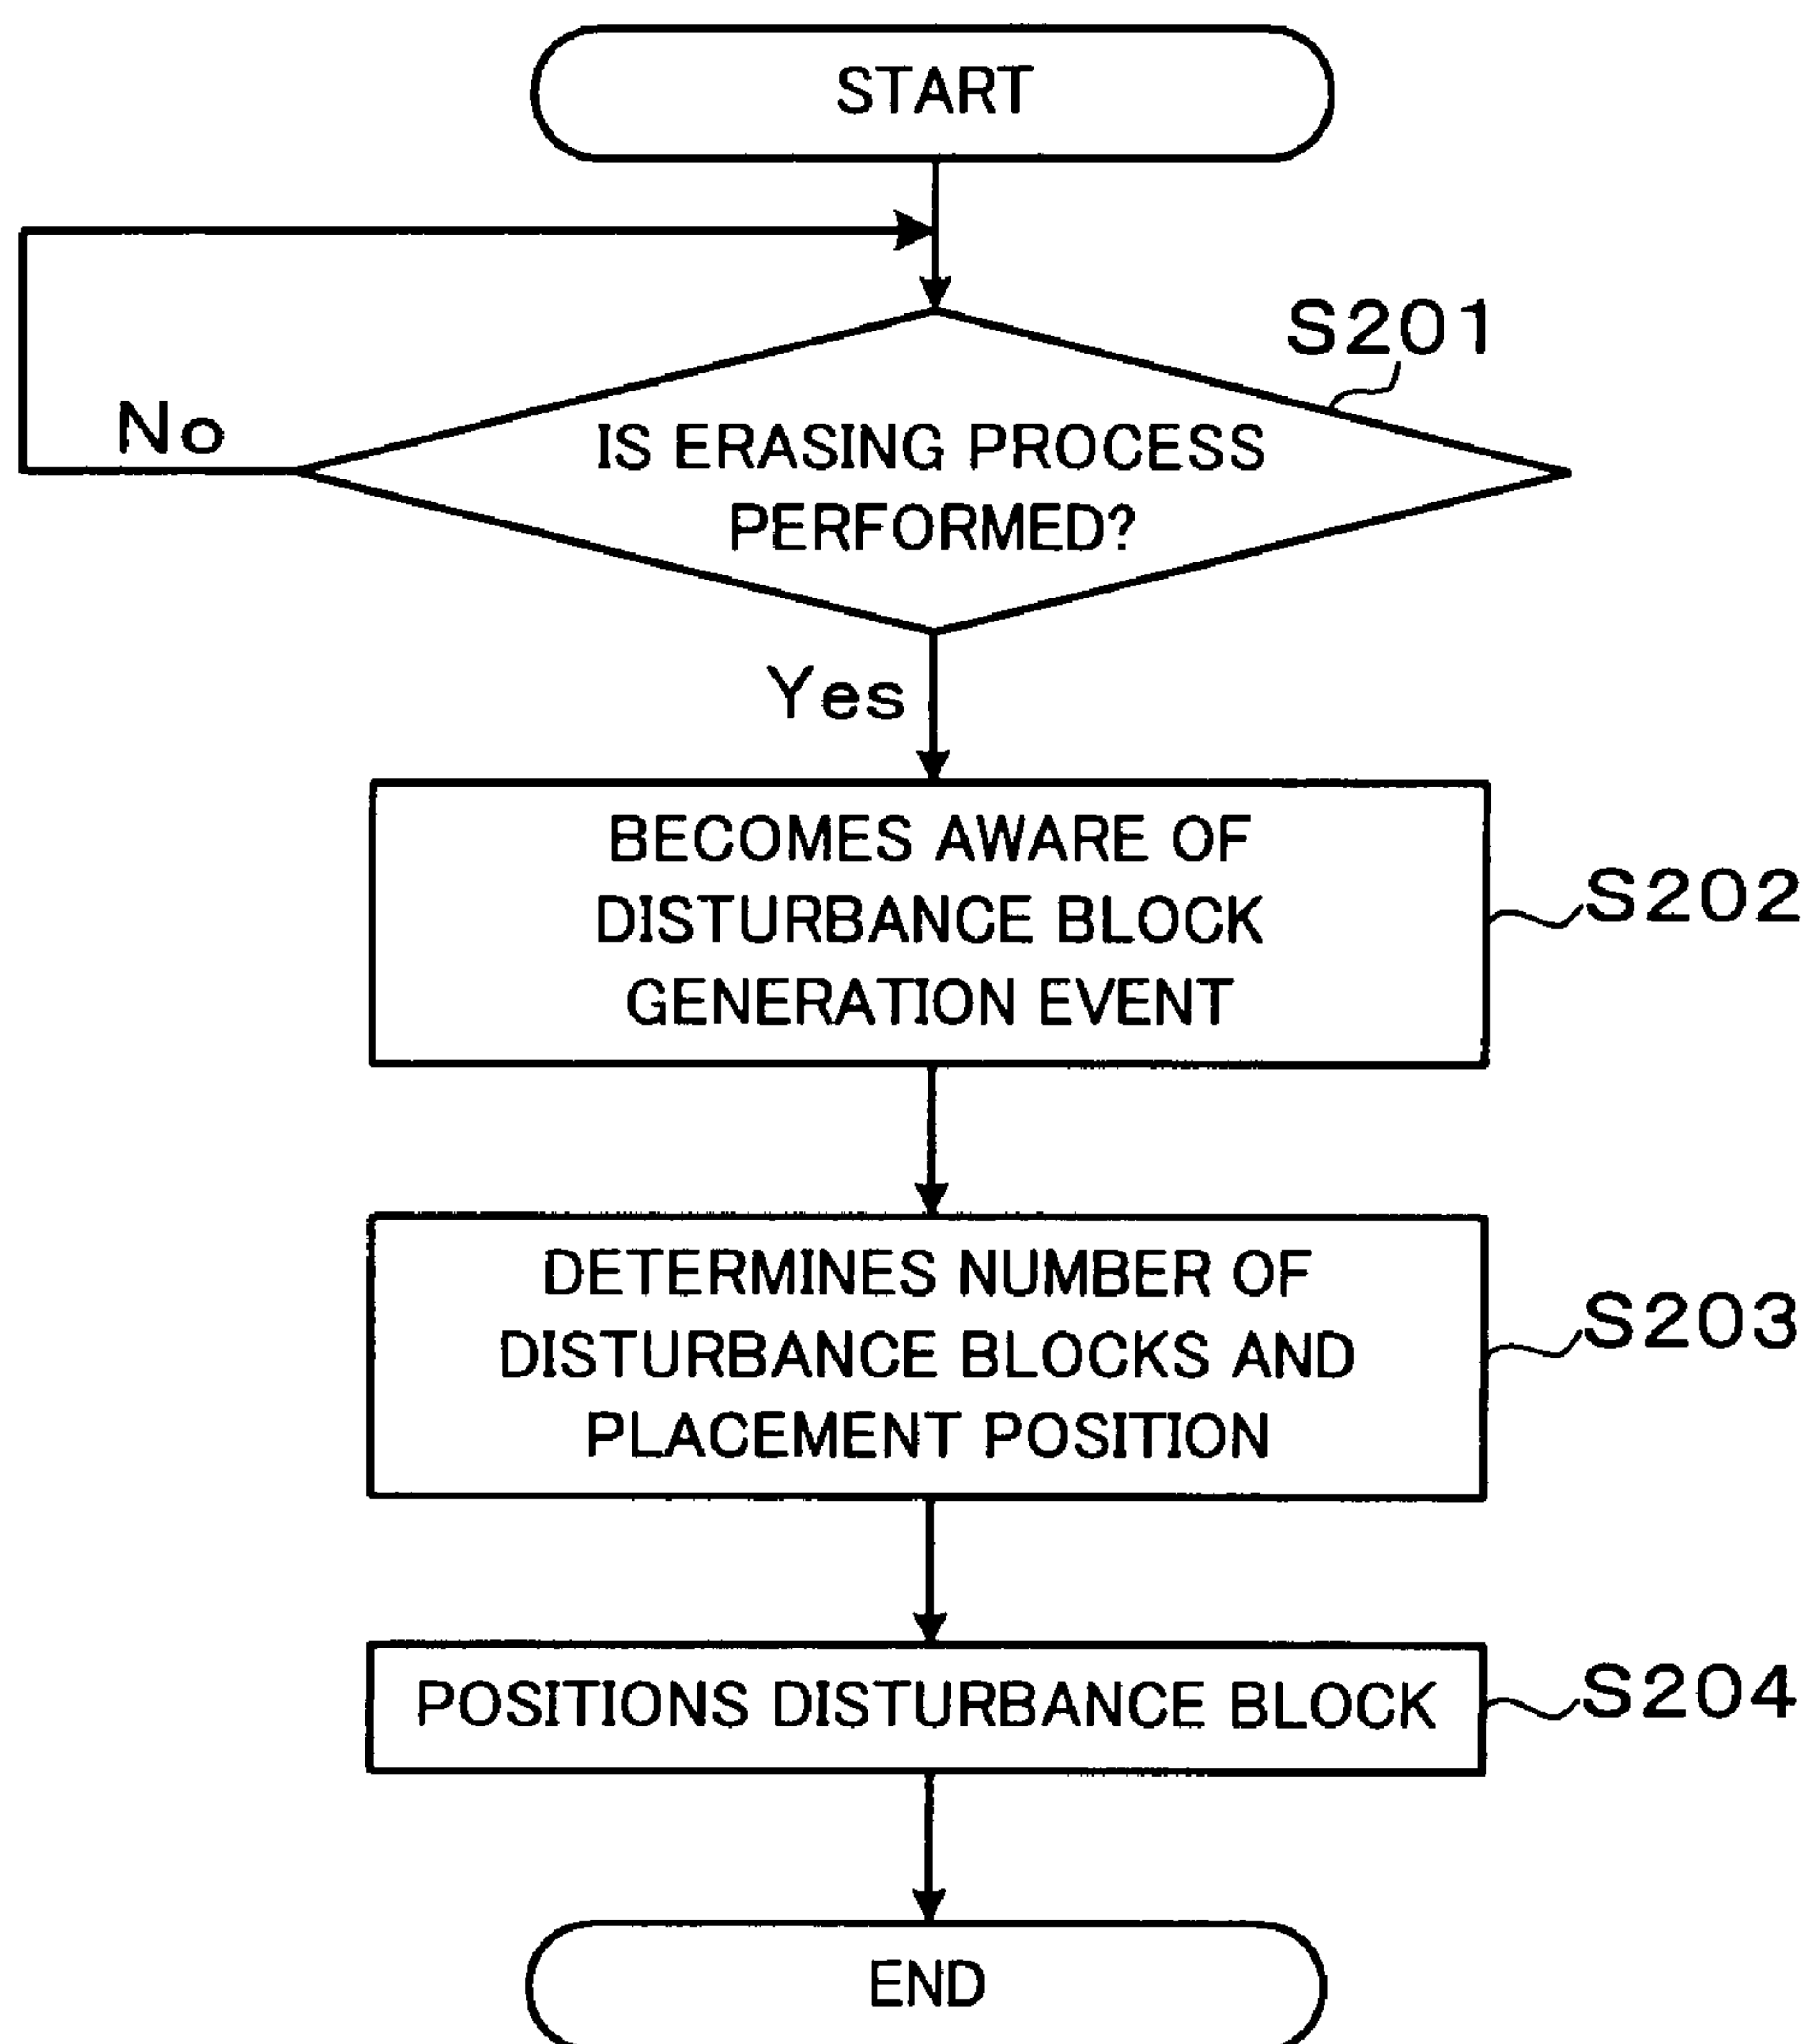 START
S201
No
IS ERASING PROCESS
PERFORMED?
Yes
BECOMES AWARE OF
DISTURBANCE BLOCK
GENERATION EVENT
S202
DETERMINES NUMBER OF
DISTURBANCE BLOCKS AND
PLACEMENT POSITION
S203
POSITIONS DISTURBANCE BLOCK
S204
END